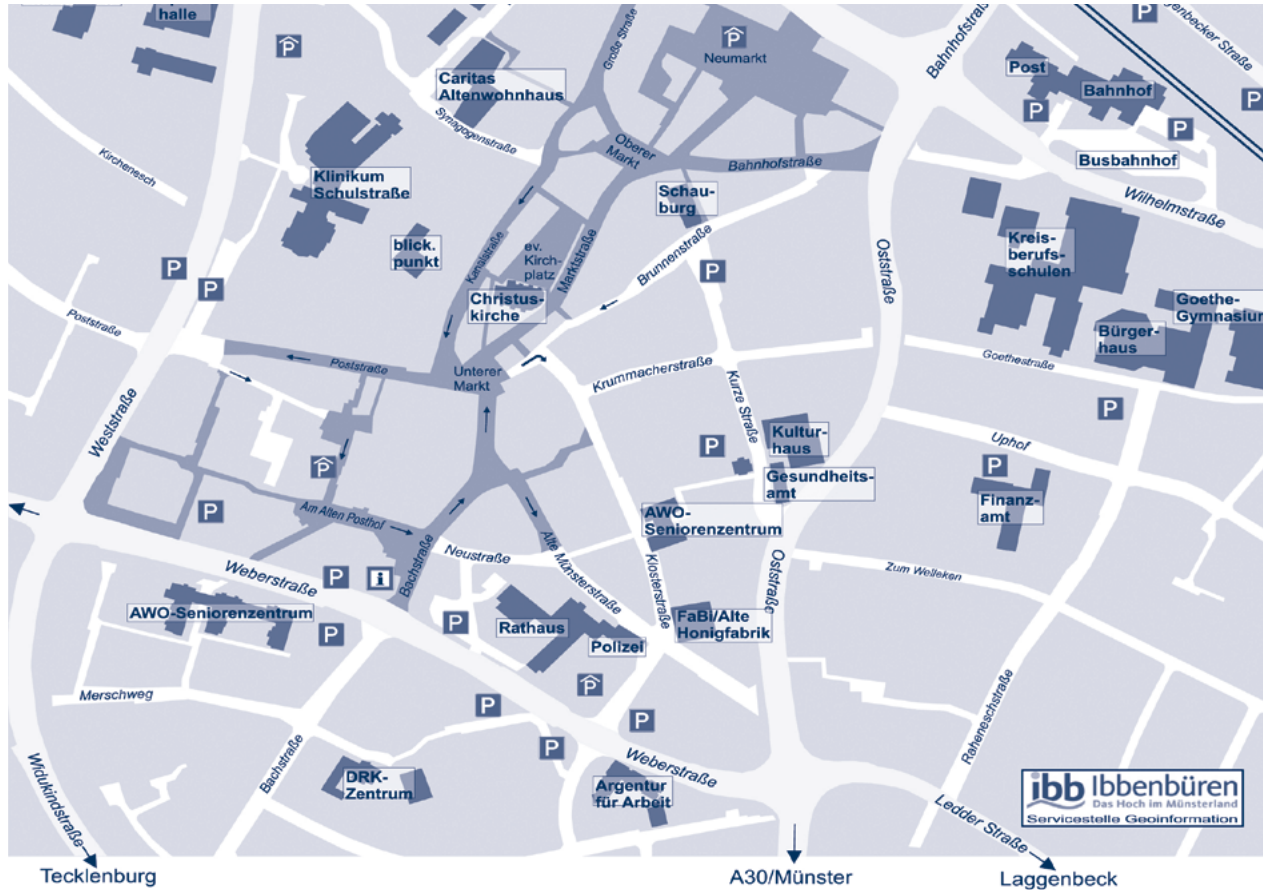 halle
P
Große Straße
P
Neumarkt
Bahnhofstraße
P
enbecker Straße
Post
Bahnhof
P
P
P
Busbahnhof
Wilhelmstraße
Caritas
Altenwohnhaus
Synagogenstraße
Oberer
Markt
Bahnhofstraße
Kirchenesch
Klinikum
Schulstraße
Schau-
burg
blick.
punkt
Kanalstraße
ev.
Kirch-
platz
Marktstraße
Brunnenstraße
P
Oststraße
Kreis-
berufs-
schulen
P
P
Christus-
kirche
Goethe-
Gymnasium
Bürger-
haus
Poststraße
Poststraße
Unterer
Markt
Krummacherstraße
Goethestraße
Weststraße
Kurze Straße
P
P
Kultur-
haus
Uphof
P
P
Gesundheits-
amt
Finanz-
amt
P
Am Alten Posthof
AWO-
Seniorenzentrum
Bachstraße
Neustraße
Alte Münsterstraße
Klosterstraße
Oststraße
Zum Welleken
Weberstraße
P
i
AWO-Seniorenzentrum
P
P
Rathaus
Polizei
FaBi/Alte
Honigfabrik
Merschweg
P
P
P
P
Raheneschstraße
Bachstraße
Weberstraße
Widukindstraße
DRK-
Zentrum
Argentur
für Arbeit
Ledder Straße
ibb Ibbenbüren
Das Hoch im Münsterland
Servicestelle Geoinformation
Tecklenburg
A30/Münster
Laggenbeck